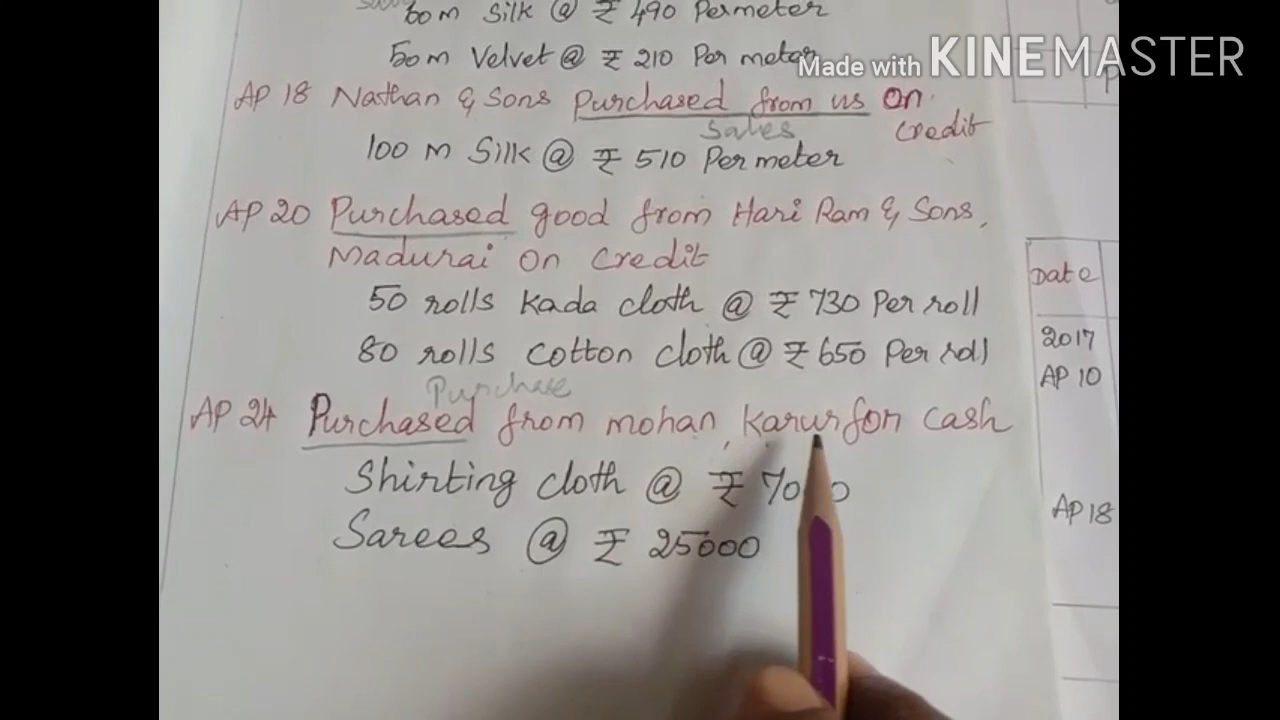 60m Silk @ ₹ 490 Permeter
50m Velvet @ ₹ 210 Per meter
Made with KINEMASTER
AP 18 Nathan & Sons Purchased from us on
Sales credit
100 m Silk @ ₹ 510 Per meter
AP 20 Purchased good from Hari Ram & Sons,
Madurai on credit
50 rolls kada cloth @ ₹ 730 Per roll
80 rolls cotton cloth @ ₹ 650 Per roll
Purchase
AP 24 Purchased from mohan, karur for cash
Shirting cloth @ ₹
Sarees @ ₹ 25000
Date
2017
AP 10
AP 18